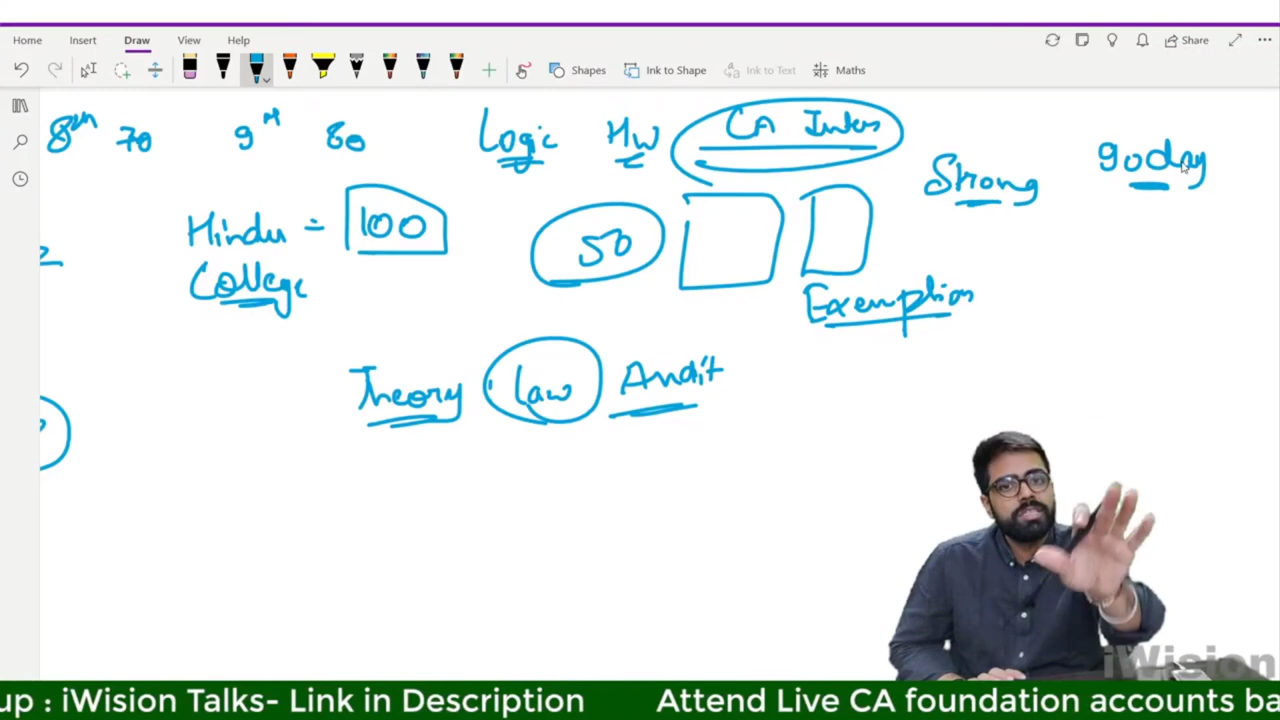 Home Insert Draw View Help
Share
Shapes Ink to Shape Ink to Text Maths
8th 70 9th 80 Logic HW CA Inter
Strong 90day
Hindu = 100 50
College
Exemption
Theory Law Audit
iWision
up : iWision Talks- Link in Description Attend Live CA foundation accounts ba